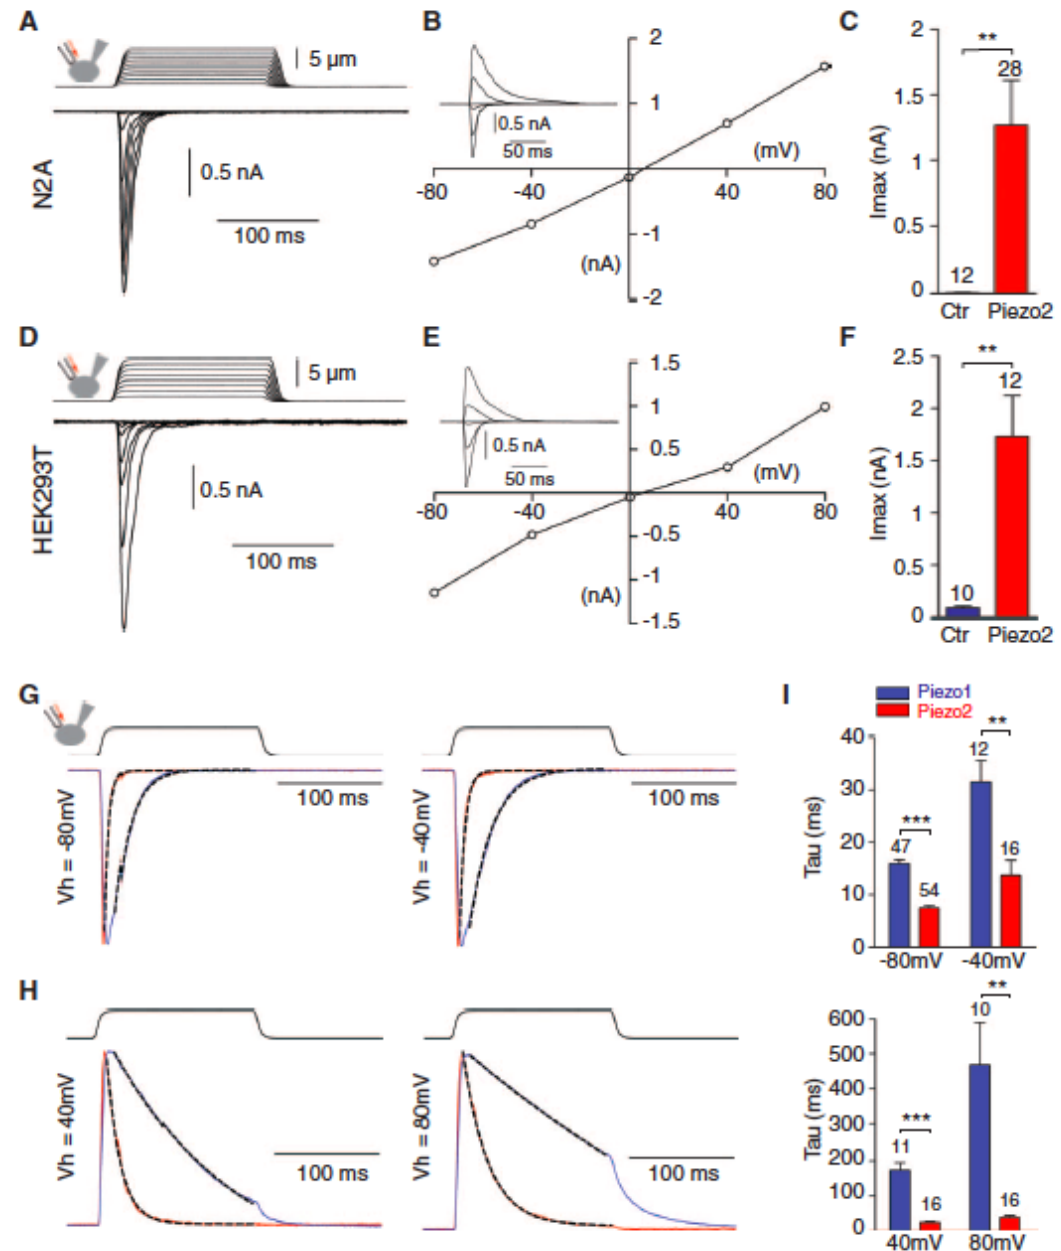 A
5 µm
N2A
0.5 nA
100 ms
B
2
1
0.5 nA
50 ms
(mV)
-80
-40
40
80
-1
(nA)
-2
C
**
2
1.5
1
0.5
0
Imax (nA)
12
28
Ctr
Piezo2
D
5 µm
HEK293T
0.5 nA
100 ms
E
1.5
1
0.5
0.5 nA
50 ms
(mV)
-80
-40
40
80
-0.5
-1
(nA)
-1.5
F
**
2.5
2
1.5
1
0.5
0
Imax (nA)
10
12
Ctr
Piezo2
G
Vh = -80mV
100 ms
Vh = -40mV
100 ms
H
Vh = 40mV
100 ms
Vh = 80mV
100 ms
I
Piezo1
Piezo2
40
30
20
10
0
Tau (ms)
***
47
54
**
12
16
-80mV
-40mV
600
500
400
300
200
100
0
Tau (ms)
***
11
16
**
10
16
40mV
80mV